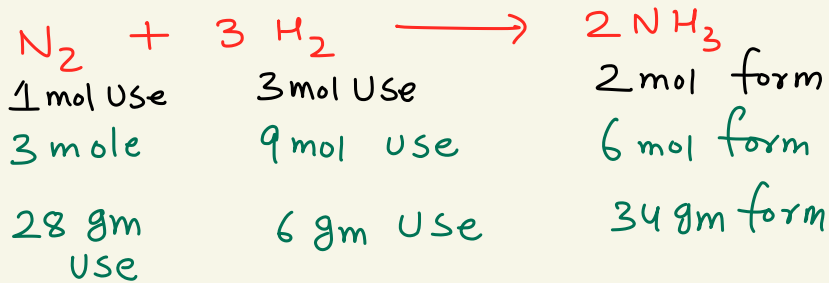 N₂ + 3 H₂ ⟶ 2 NH₃
1 mol use 3 mol use 2 mol form
3 mole 9 mol use 6 mol form
28 gm use 6 gm use 34 gm form